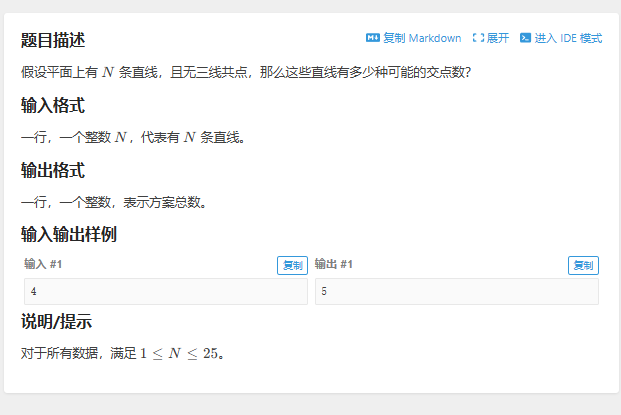 题目描述
复制 Markdown 展开 进入 IDE 模式
假设平面上有 N 条直线，且无三线共点，那么这些直线有多少种可能的交点数？
输入格式
一行，一个整数 N，代表有 N 条直线。
输出格式
一行，一个整数，表示方案总数。
输入输出样例
输入 #1 复制 输出 #1 复制
4 5
说明/提示
对于所有数据，满足 1 ≤ N ≤ 25。